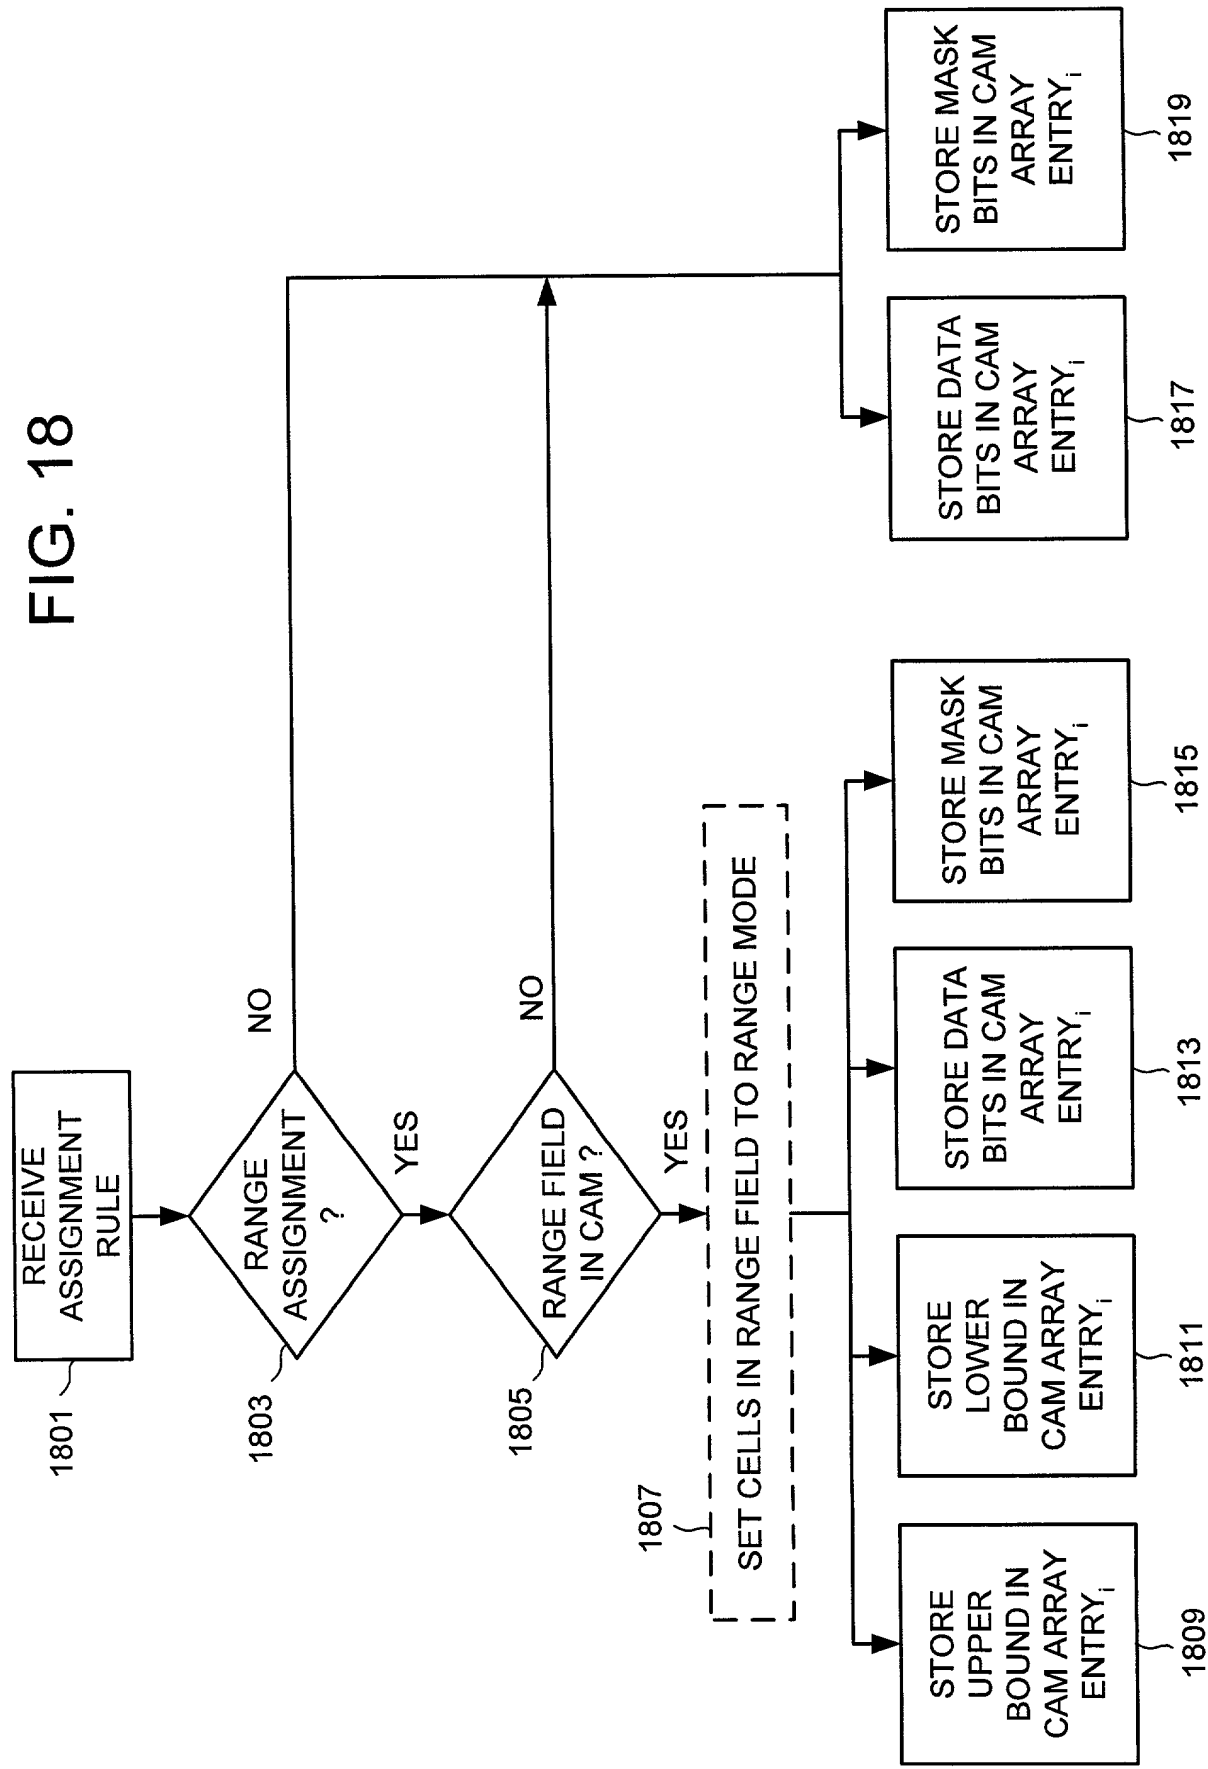 FIG. 18
RECEIVE
ASSIGNMENT
RULE
1801
RANGE
ASSIGNMENT
?
1803
NO
YES
RANGE FIELD
IN CAM ?
1805
NO
YES
1807
SET CELLS IN RANGE FIELD TO RANGE MODE
STORE
UPPER
BOUND IN
CAM ARRAY
ENTRYi
1809
STORE
LOWER
BOUND IN
CAM ARRAY
ENTRYi
1811
STORE DATA
BITS IN CAM
ARRAY
ENTRYi
1813
STORE MASK
BITS IN CAM
ARRAY
ENTRYi
1815
STORE DATA
BITS IN CAM
ARRAY
ENTRYi
1817
STORE MASK
BITS IN CAM
ARRAY
ENTRYi
1819